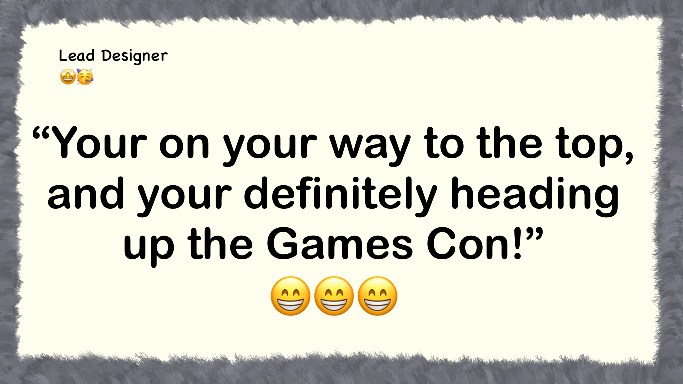 Lead Designer
🤩🥳
“Your on your way to the top,
and your definitely heading
up the Games Con!”
😁😁😁